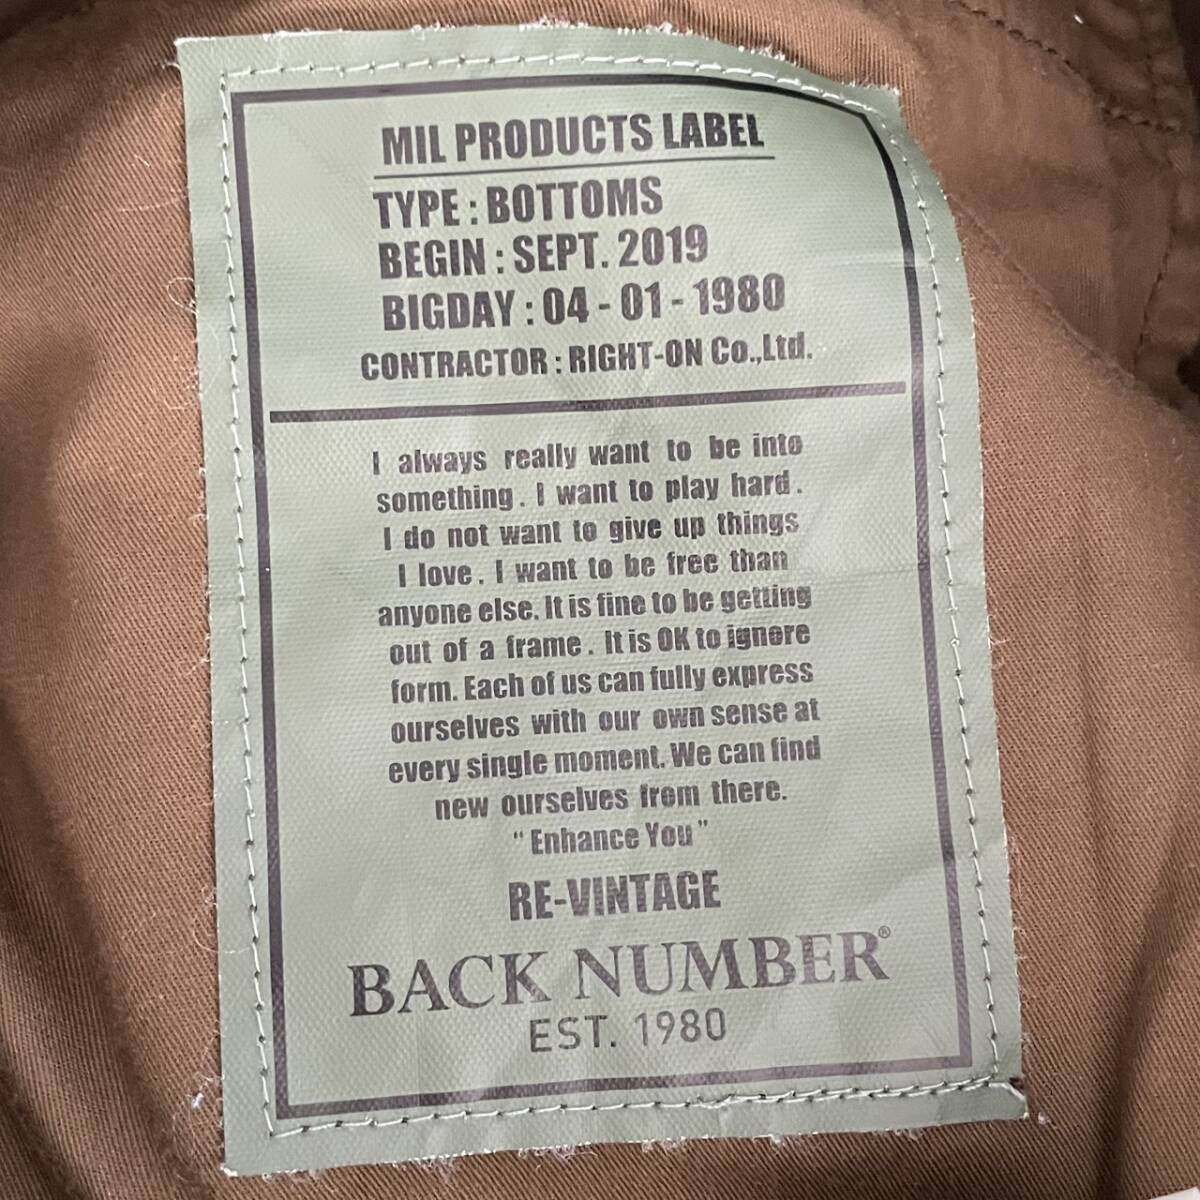 MIL PRODUCTS LABEL
TYPE : BOTTOMS
BEGIN : SEPT. 2019
BIGDAY : 04 - 01 - 1980
CONTRACTOR : RIGHT-ON Co.,Ltd.
I always really want to be into
something. I want to play hard.
I do not want to give up things
I love. I want to be free than
anyone else. It is fine to be getting
out of a frame. It is OK to ignore
form. Each of us can fully express
ourselves with our own sense at
every single moment. We can find
new ourselves from there.
" Enhance You "
RE-VINTAGE
BACK NUMBER®
EST. 1980